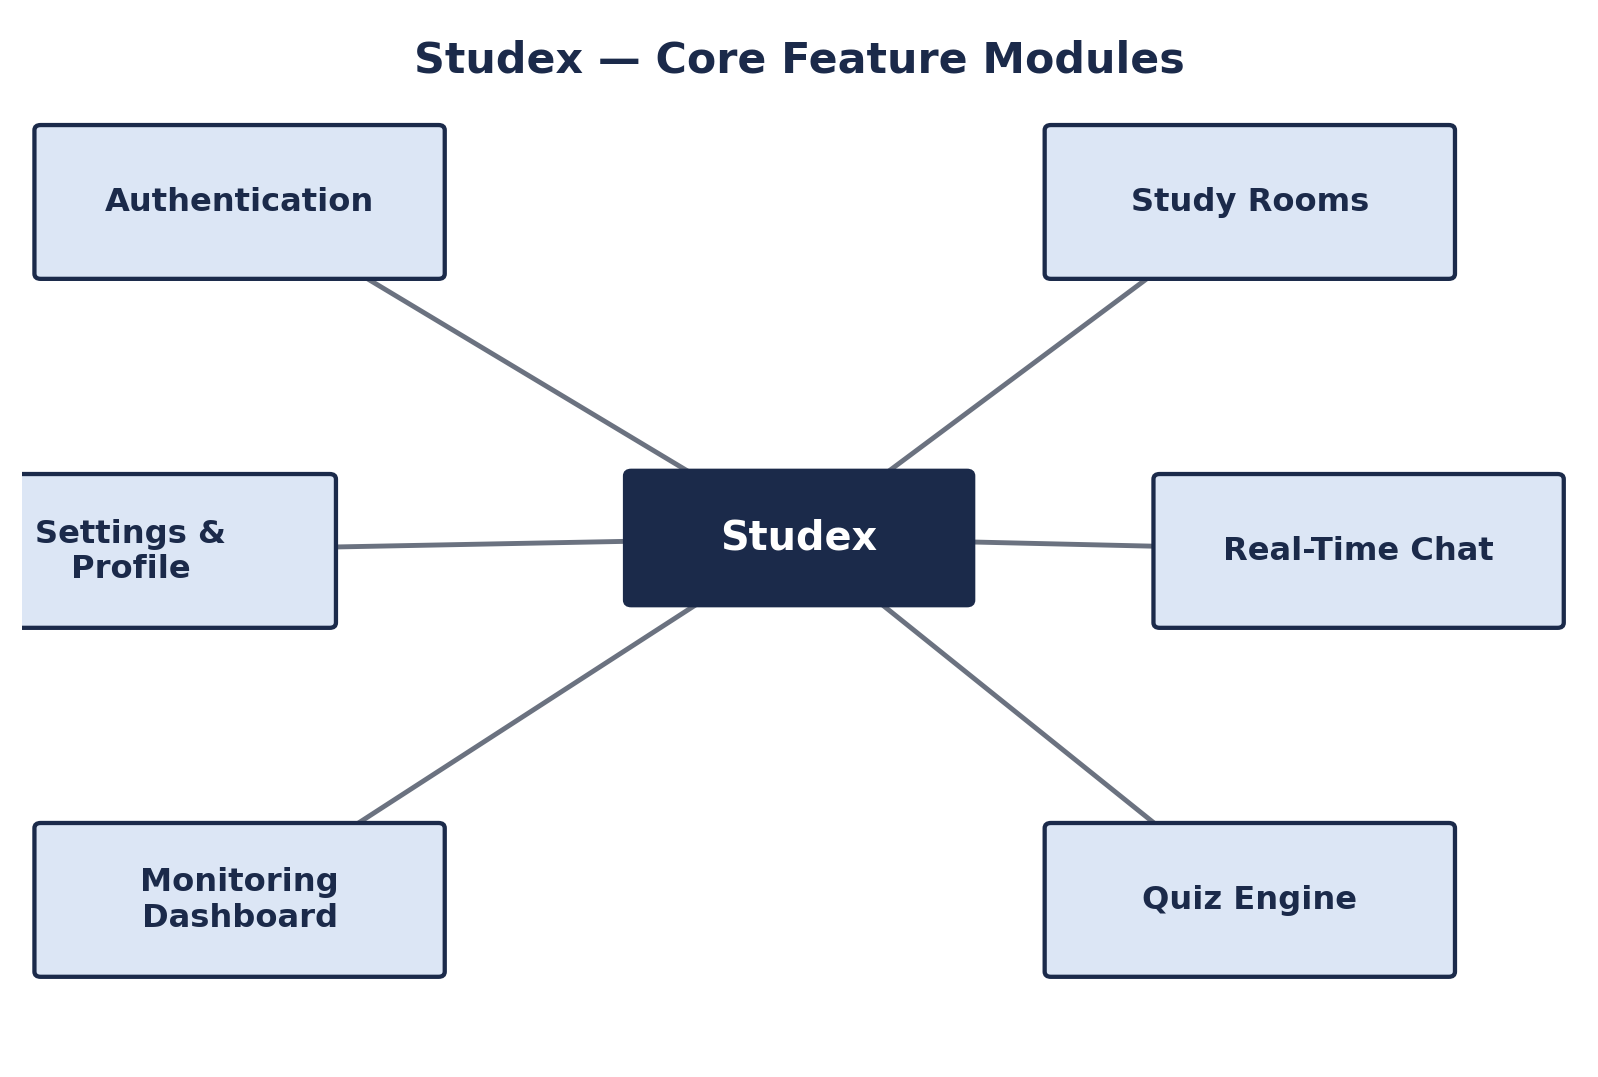 Studex — Core Feature Modules
Authentication
Study Rooms
Settings &
Profile
Studex
Real-Time Chat
Monitoring
Dashboard
Quiz Engine